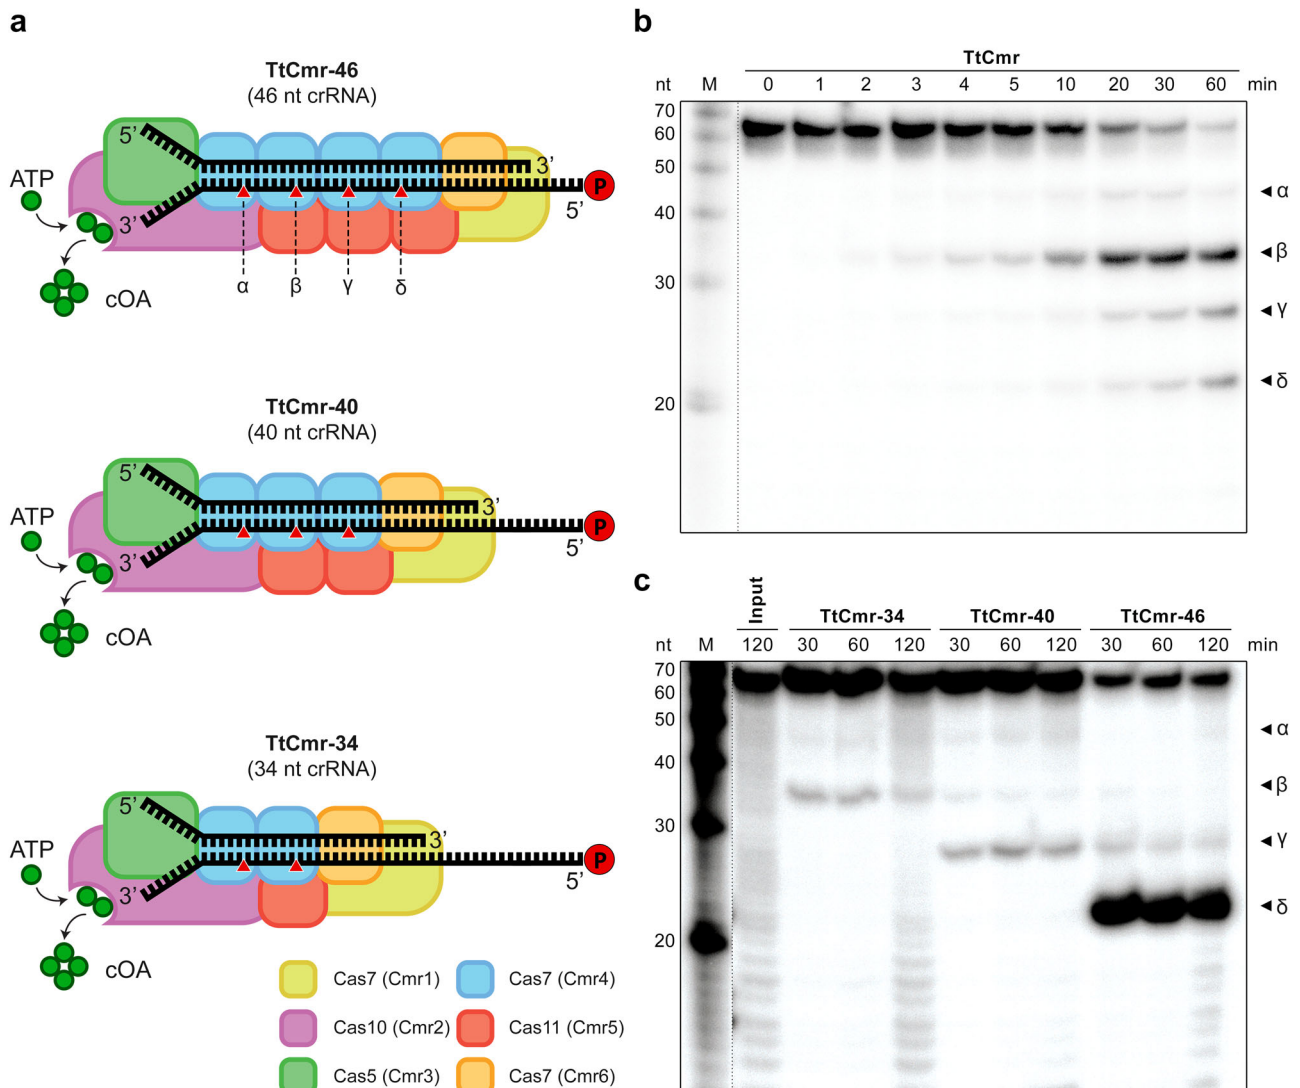 a
TtCmr-46
(46 nt crRNA)
5’
3’
ATP
P
5’
3’
cOA
α β γ δ
TtCmr-40
(40 nt crRNA)
5’
3’
ATP
P
5’
3’
cOA
TtCmr-34
(34 nt crRNA)
5’
3’
ATP
P
5’
3’
cOA
Cas7 (Cmr1)
Cas7 (Cmr4)
Cas10 (Cmr2)
Cas11 (Cmr5)
Cas5 (Cmr3)
Cas7 (Cmr6)
b
TtCmr
nt M 0 1 2 3 4 5 10 20 30 60 min
70
60
50
α
40
β
30
γ
δ
20
c
Input
TtCmr-34 TtCmr-40 TtCmr-46
nt M 120 30 60 120 30 60 120 30 60 120 min
70
60
50
α
40
β
30
γ
δ
20